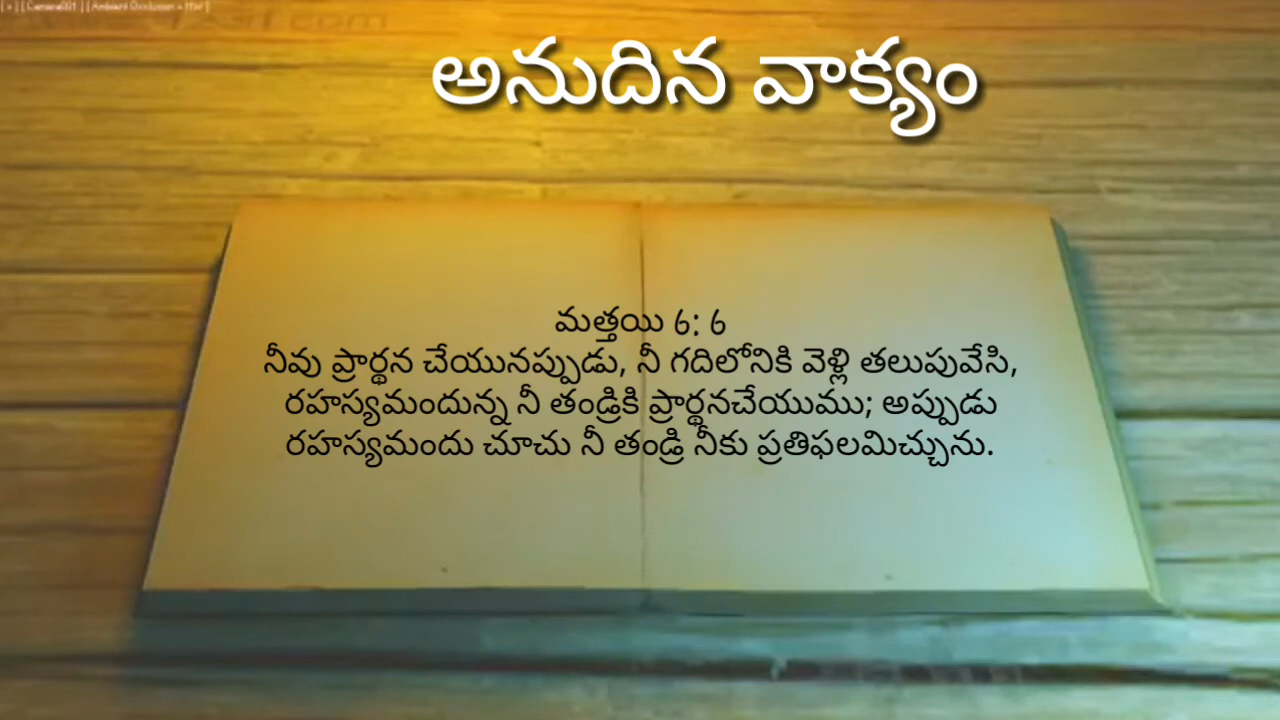 అనుదిన వాక్యం
మత్తయి 6: 6
నీవు ప్రార్థన చేయునప్పుడు, నీ గదిలోనికి వెళ్లి తలుపువేసి,
రహస్యమందున్న నీ తండ్రికి ప్రార్థనచేయుము; అప్పుడు
రహస్యమందు చూచు నీ తండ్రి నీకు ప్రతిఫలమిచ్చును.